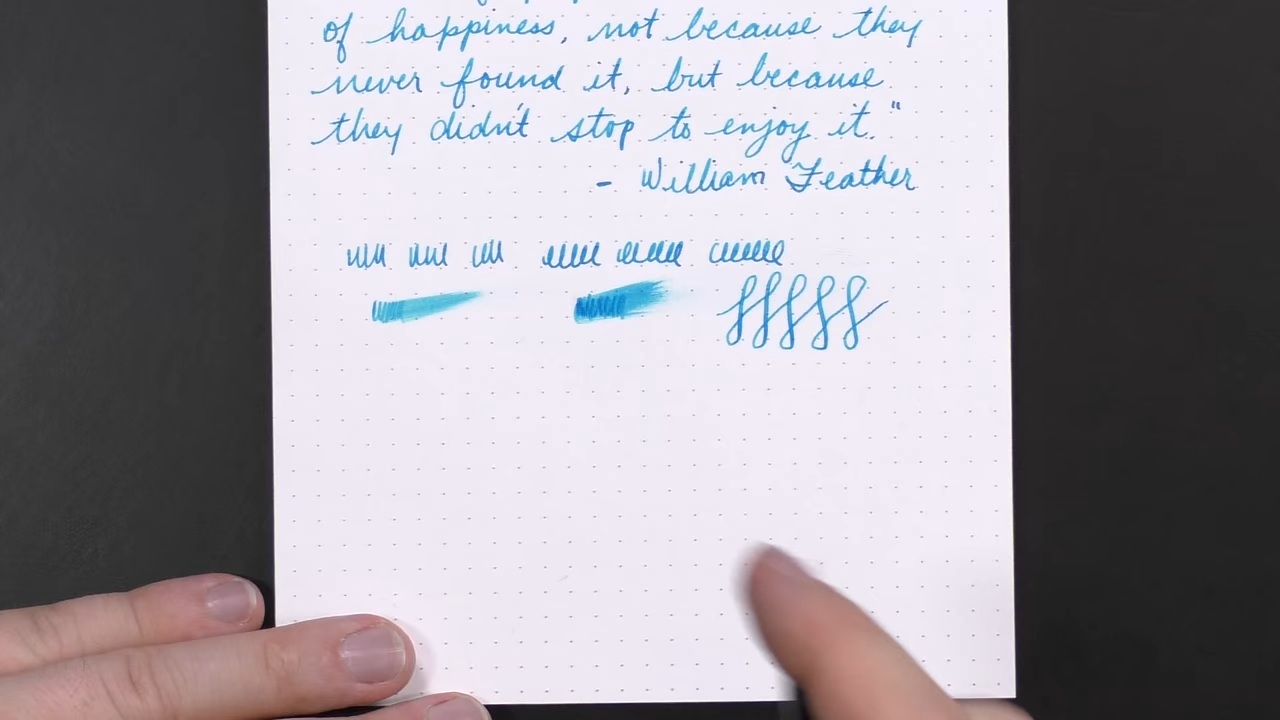 of happiness, not because they
never found it, but because
they didn't stop to enjoy it."
- William Feather